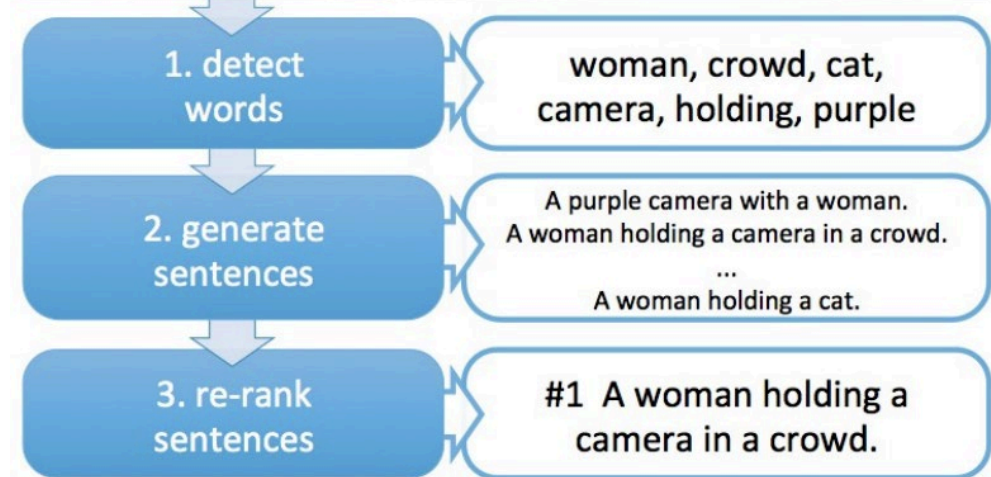 1. detect
words
woman, crowd, cat,
camera, holding, purple
2. generate
sentences
A purple camera with a woman.
A woman holding a camera in a crowd.
...
A woman holding a cat.
3. re-rank
sentences
#1 A woman holding a
camera in a crowd.